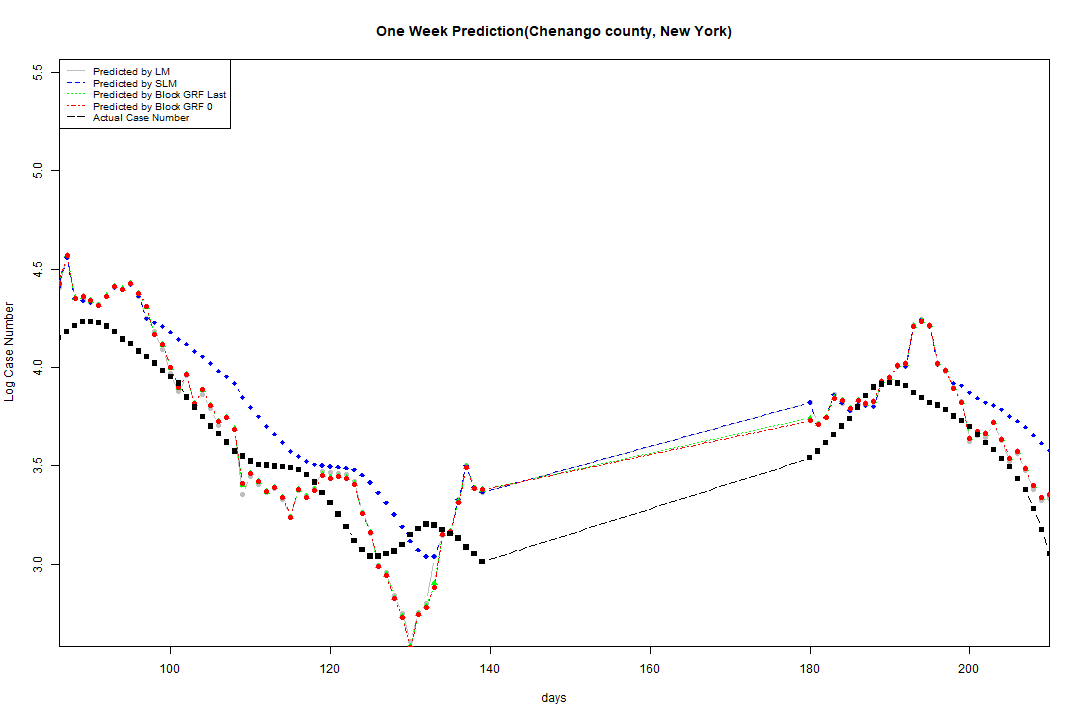 One Week Prediction(Chenango county, New York)
Predicted by LM
Predicted by SLM
Predicted by Block GRF Last
Predicted by Block GRF 0
Actual Case Number
5.5
5.0
4.5
4.0
3.5
3.0
Log Case Number
100 120 140 160 180 200
days